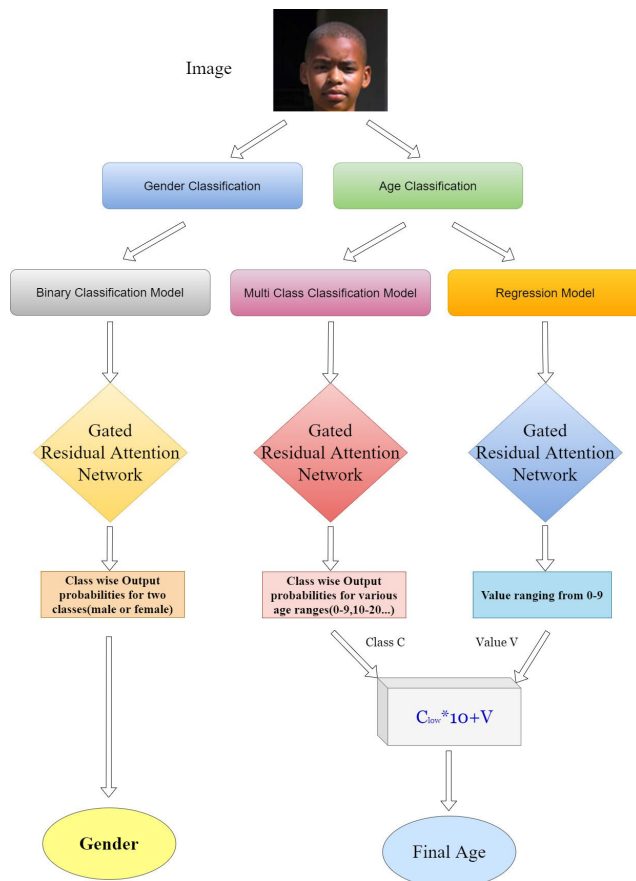 Image
Gender Classification
Age Classification
Binary Classification Model
Multi Class Classification Model
Regression Model
Gated
Residual Attention
Network
Gated
Residual Attention
Network
Gated
Residual Attention
Network
Class wise Output
probabilities for two
classes(male or female)
Class wise Output
probabilities for various
age ranges(0-9,10-20...)
Value ranging from 0-9
Class C
Value V
Clow*10+V
Gender
Final Age